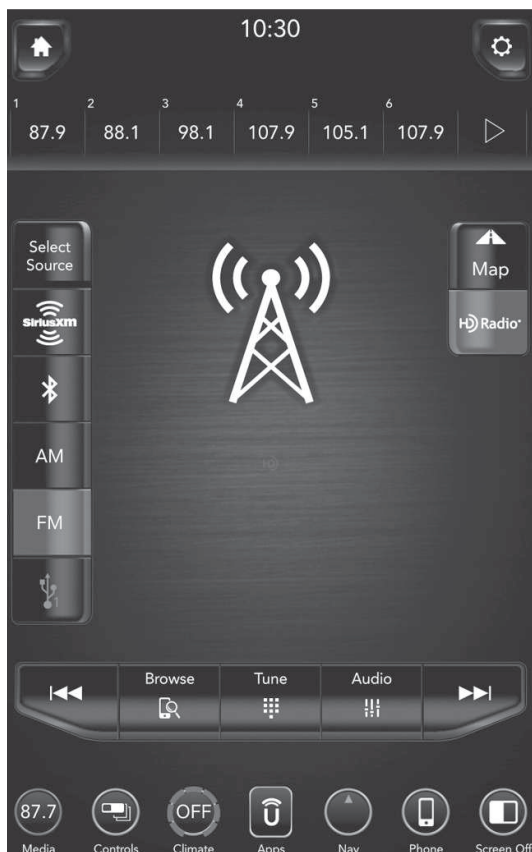 10:30
1 2 3 4 5 6
87.9 88.1 98.1 107.9 105.1 107.9
Select
Source
Map
SiriusXM
HD Radio
AM
FM
1
Browse Tune Audio
87.7 OFF
Media Controls Climate Apps Nav Phone Screen Off